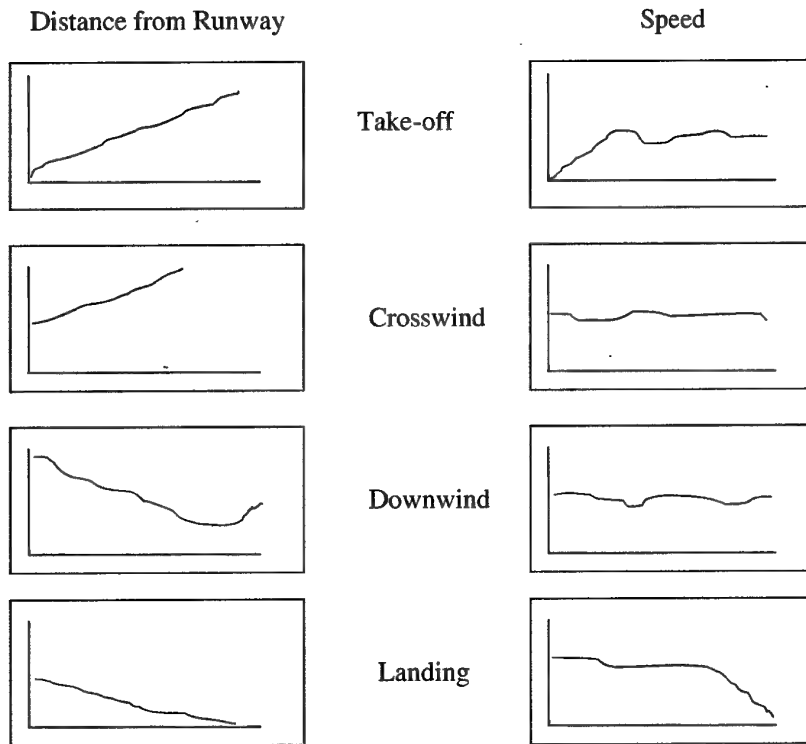 Distance from Runway
Speed
Take-off
Crosswind
Downwind
Landing